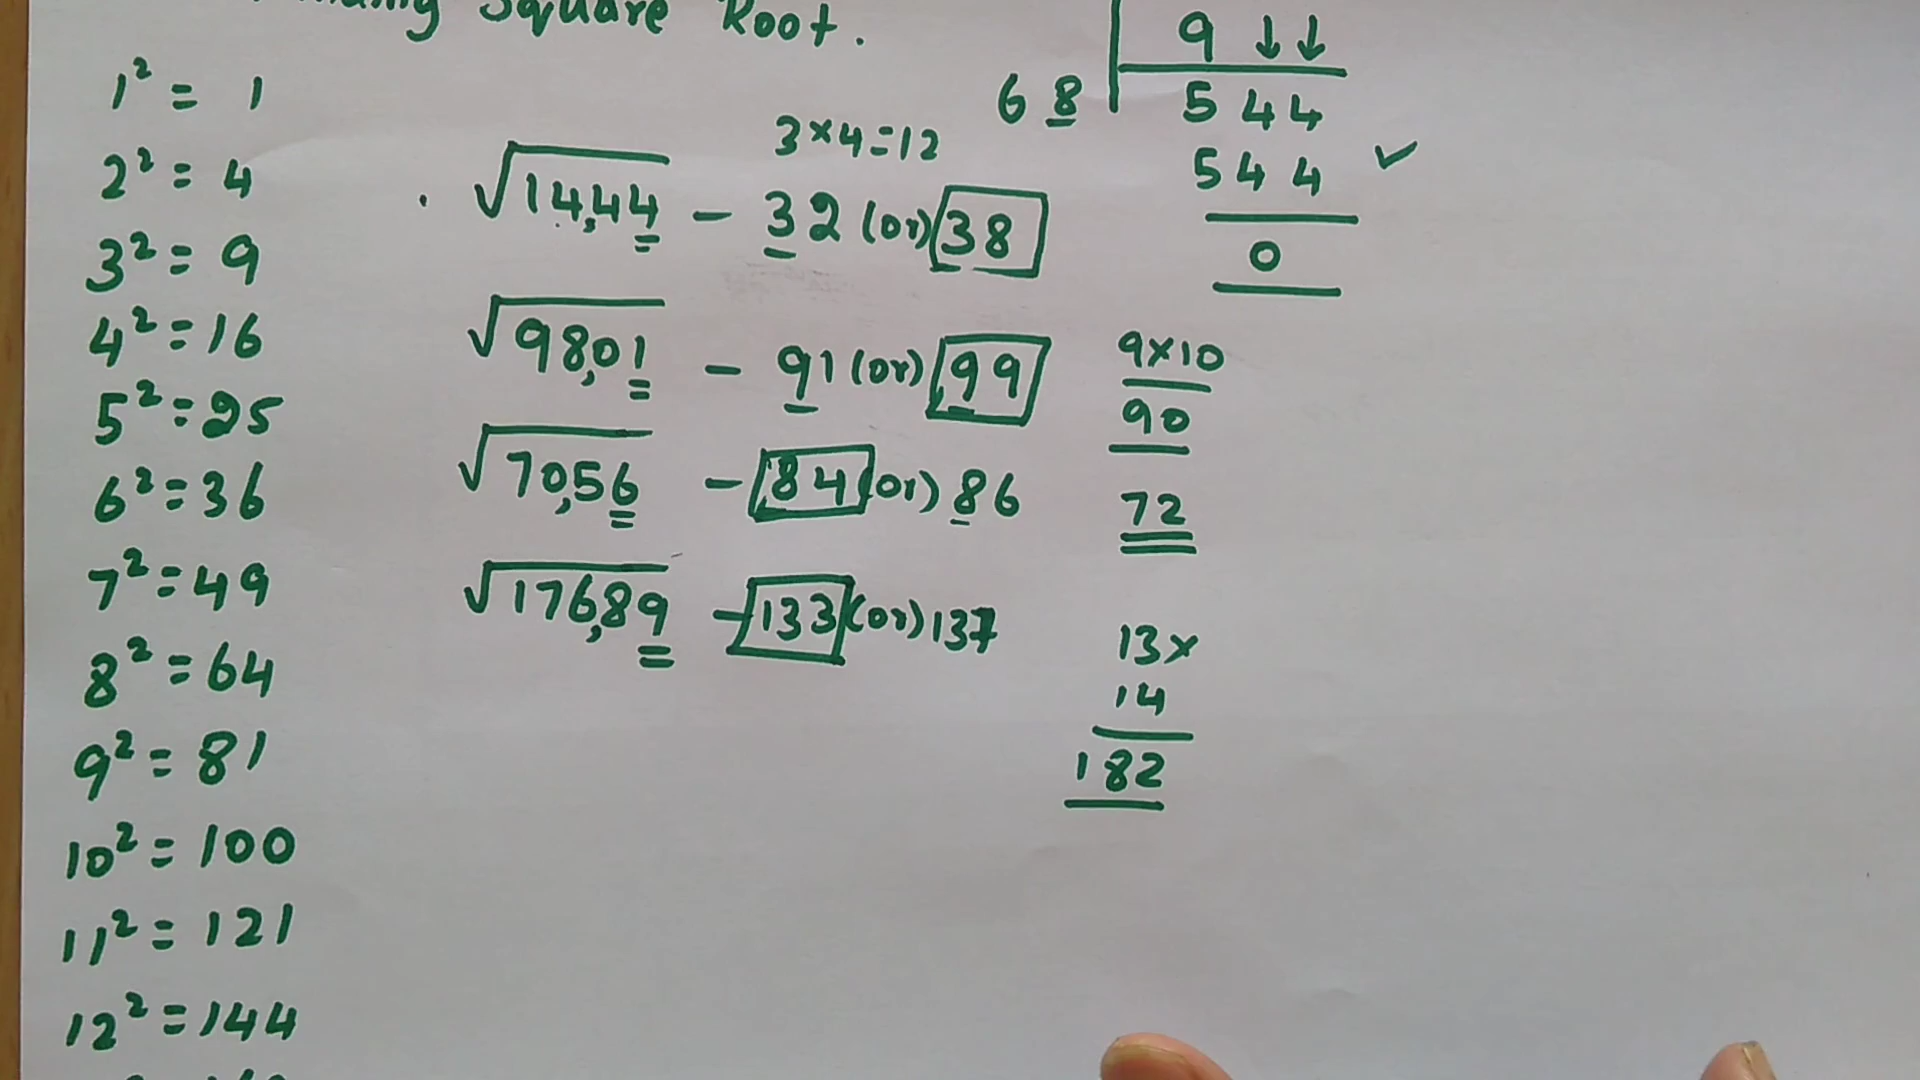 Square Root.
1² = 1
2² = 4
3² = 9
4² = 16
5² = 25
6² = 36
7² = 49
8² = 64
9² = 81
10² = 100
11² = 121
12² = 144
3×4=12
√14,44 - 32 (or) 38
√98,01 - 91 (or) 99
√70,56 - 84 (or) 86
√176,89 - 133 (or) 137
9 ↓↓
68 544
544 ✓
0
9×10
90
72
13×
14
182